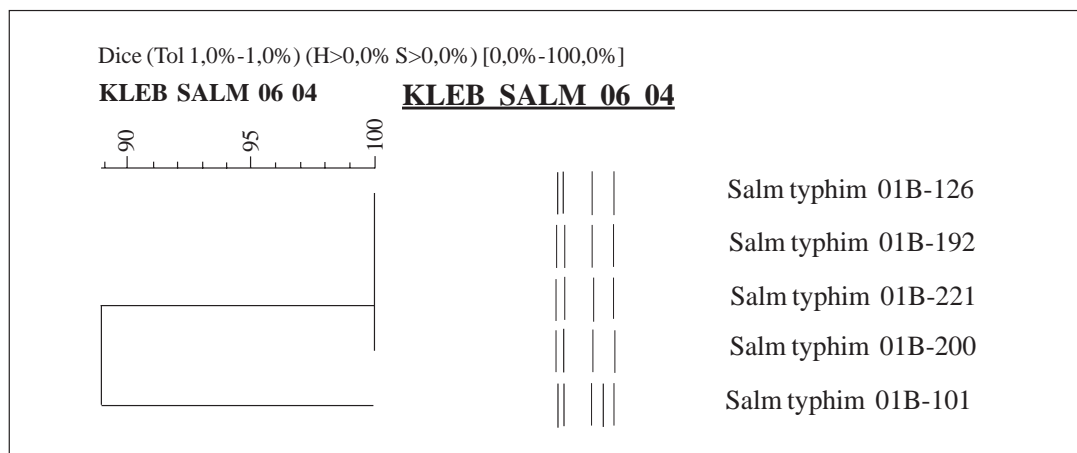 Dice (Tol 1,0%-1,0%) (H>0,0% S>0,0%) [0,0%-100,0%]
KLEB SALM 06 04 KLEB SALM 06 04
90 95 100
Salm typhim 01B-126
Salm typhim 01B-192
Salm typhim 01B-221
Salm typhim 01B-200
Salm typhim 01B-101